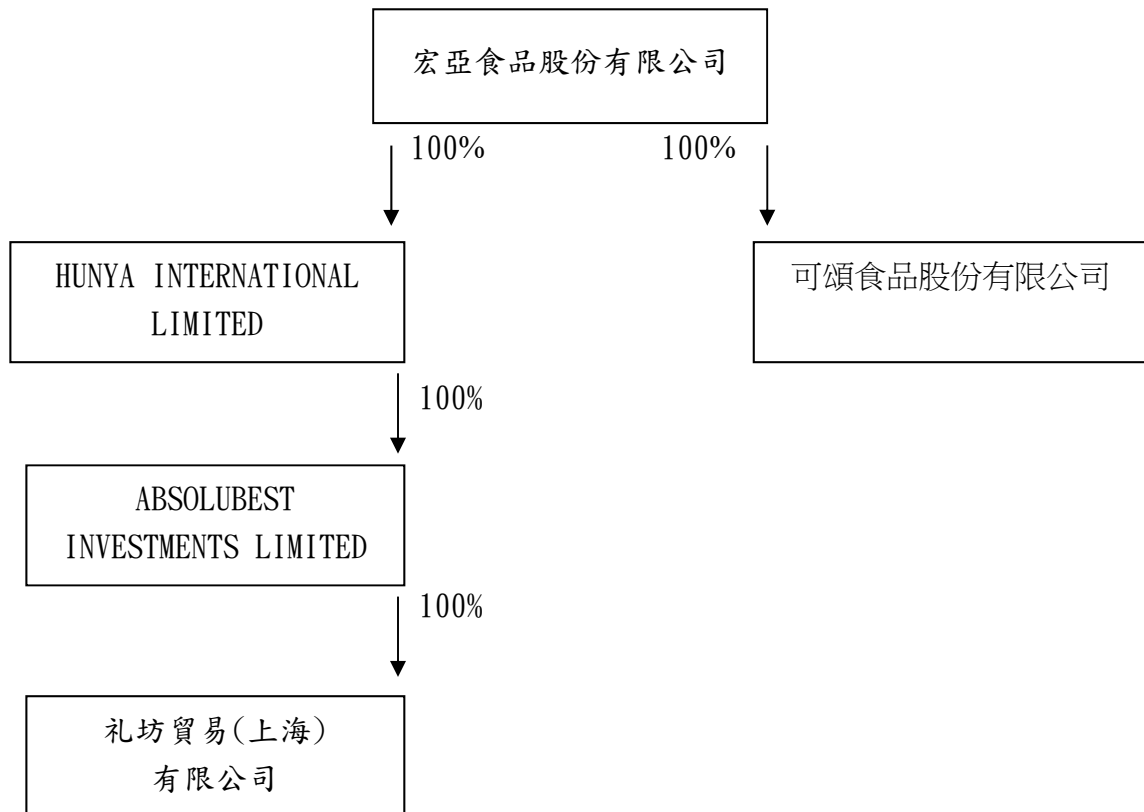 宏亞食品股份有限公司
100%
100%
HUNYA INTERNATIONAL
LIMITED
可頌食品股份有限公司
100%
ABSOLUBEST
INVESTMENTS LIMITED
100%
礼坊貿易(上海)
有限公司